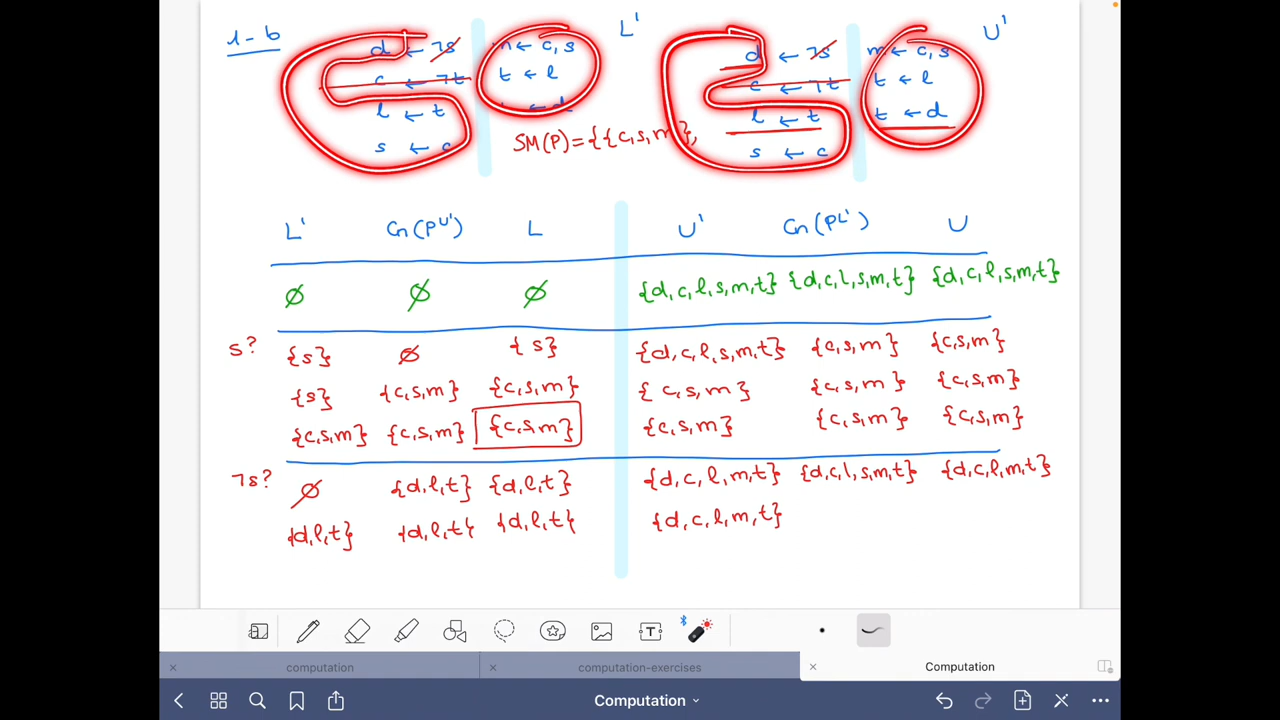 1-b
d ← ¬s m ← c, s L' d ← ¬s m ← c, s U'
c ← ¬t t ← l c ← ¬t t ← l
l ← t t ← d l ← t t ← d
s ← c SM(P) = {{c,s,m}, s ← c
L' Cn(P^U') L U' Cn(P^L') U
∅ ∅ ∅ {d,c,l,s,m,t} {d,c,l,s,m,t} {d,c,l,s,m,t}
s? {s} ∅ {s} {d,c,l,s,m,t} {c,s,m} {c,s,m}
{s} {c,s,m} {c,s,m} {c,s,m} {c,s,m} {c,s,m}
{c,s,m} {c,s,m} {c,s,m} {c,s,m} {c,s,m} {c,s,m}
¬s? ∅ {d,l,t} {d,l,t} {d,c,l,m,t} {d,c,l,s,m,t} {d,c,l,m,t}
{d,l,t} {d,l,t} {d,l,t} {d,c,l,m,t}
T
computation computation-exercises Computation
Computation